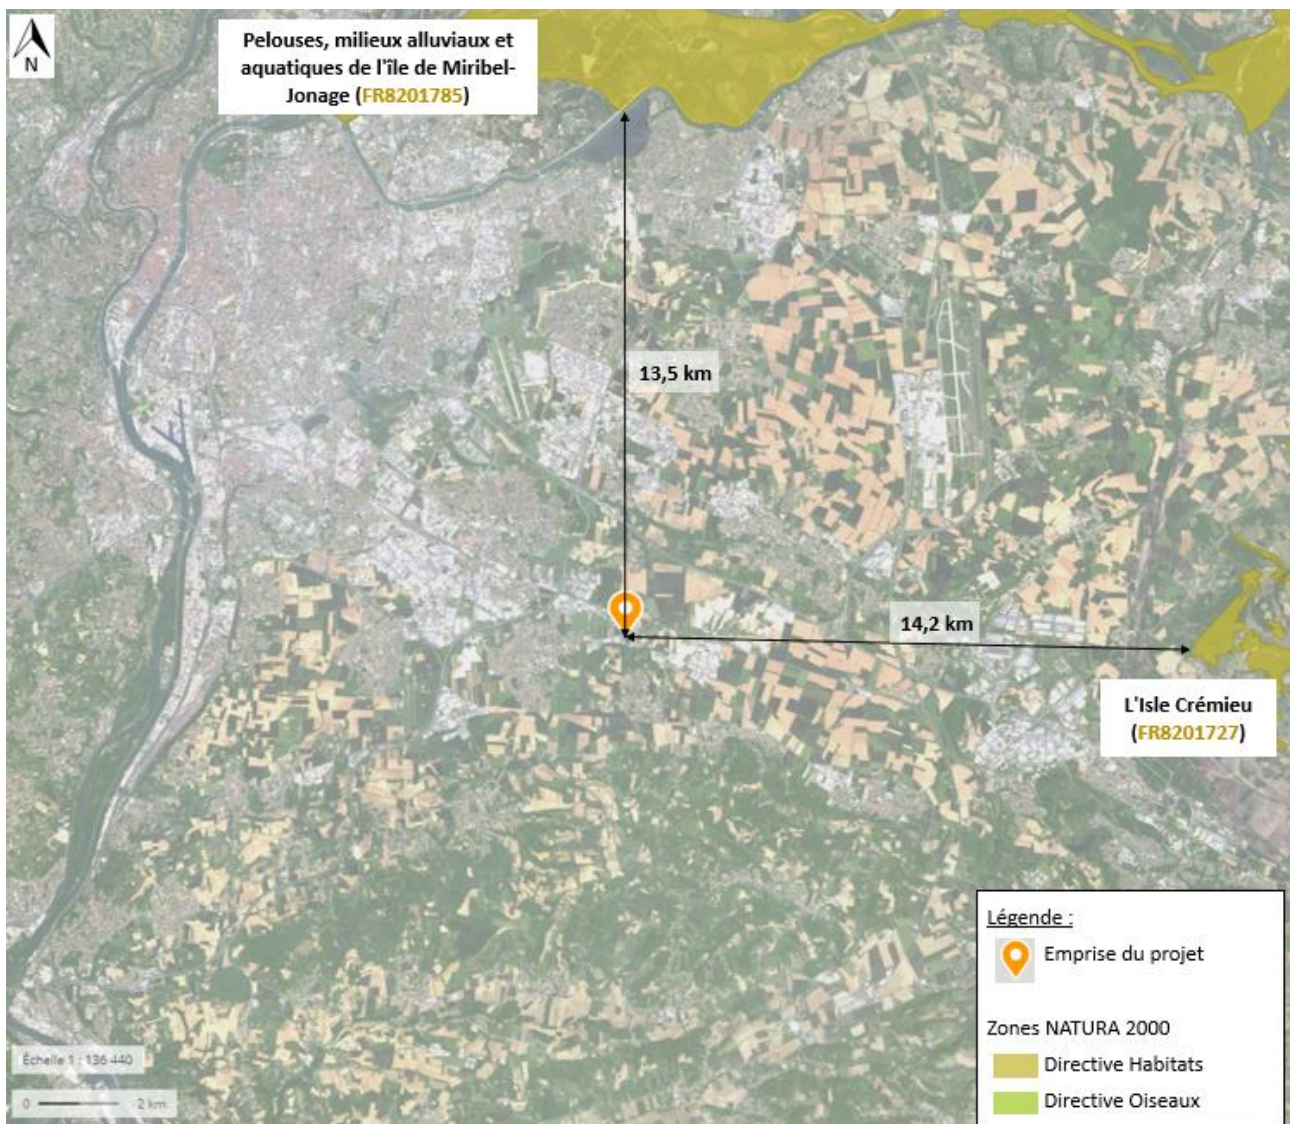 N
Pelouses, milieux alluviaux et
aquatiques de l'île de Miribel-
Jonage (FR8201785)
13,5 km
14,2 km
L'Isle Crémieu
(FR8201727)
Légende :
Emprise du projet
Zones NATURA 2000
Directive Habitats
Directive Oiseaux
Échelle 1 : 136 440
0 2 km